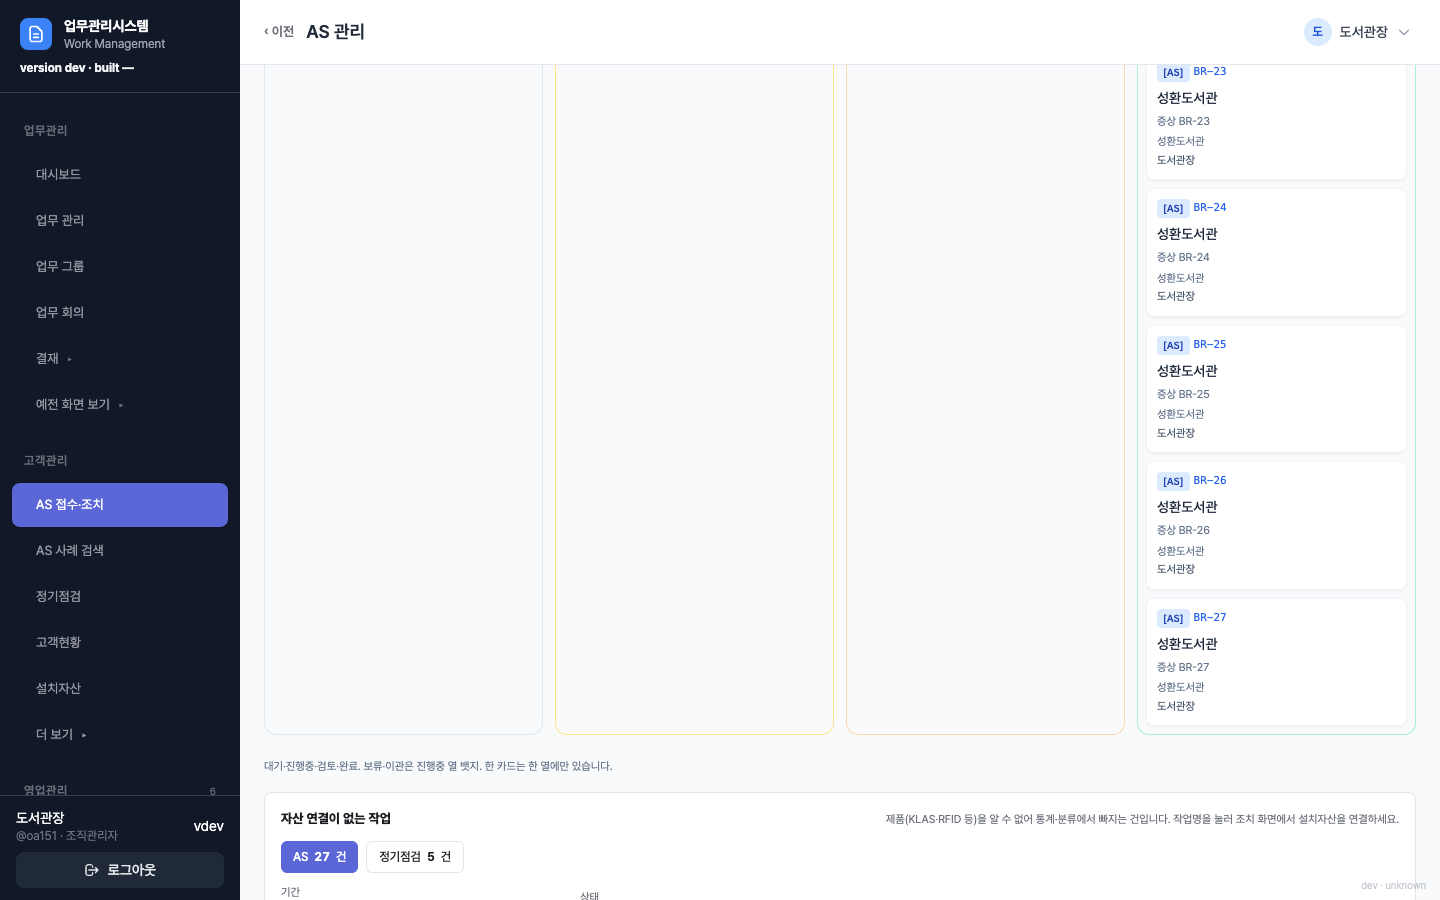 업무관리시스템
Work Management
version dev · built —
업무관리
대시보드
업무 관리
업무 그룹
업무 회의
결재 ▸
예전 화면 보기 ▸
고객관리
AS 접수·조치
AS 사례 검색
정기점검
고객현황
설치자산
더 보기 ▸
영업관리 6
도서관장
@oa151 · 조직관리자
vdev
로그아웃
‹ 이전 AS 관리
도 도서관장
[AS] BR-23
성환도서관
증상 BR-23
성환도서관
도서관장
[AS] BR-24
성환도서관
증상 BR-24
성환도서관
도서관장
[AS] BR-25
성환도서관
증상 BR-25
성환도서관
도서관장
[AS] BR-26
성환도서관
증상 BR-26
성환도서관
도서관장
[AS] BR-27
성환도서관
증상 BR-27
성환도서관
도서관장
대기·진행중·검토·완료. 보류·이관은 진행중 열 뱃지. 한 카드는 한 열에만 있습니다.
자산 연결이 없는 작업
제품(KLAS·RFID 등)을 알 수 없어 통계·분류에서 빠지는 건입니다. 작업명을 눌러 조치 화면에서 설치자산을 연결하세요.
AS 27 건
정기점검 5 건
기간
상태
dev · unknown